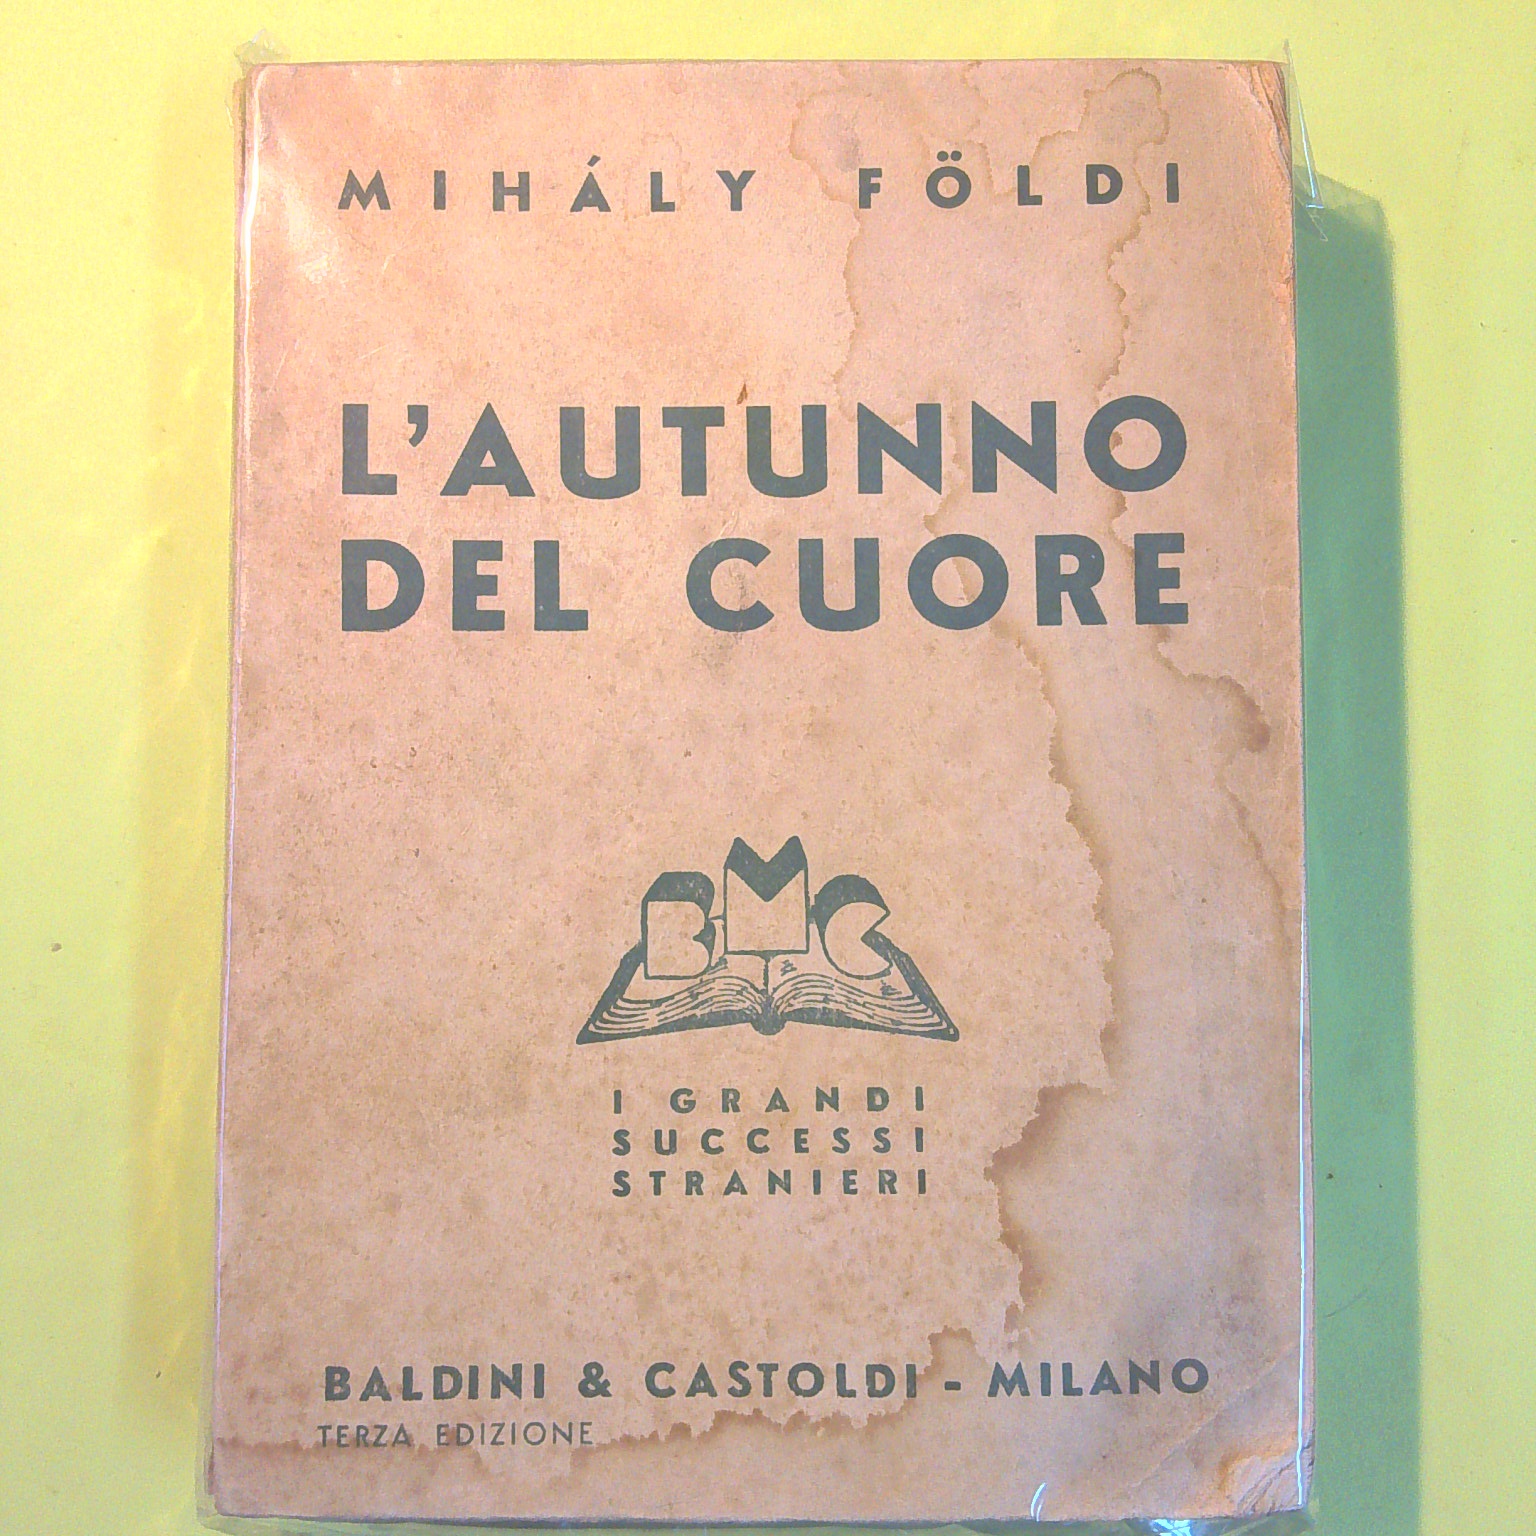 MIHÁLY FÖLDI
L'AUTUNNO
DEL CUORE
BMC
I GRANDI
SUCCESSI
STRANIERI
BALDINI & CASTOLDI - MILANO
TERZA EDIZIONE